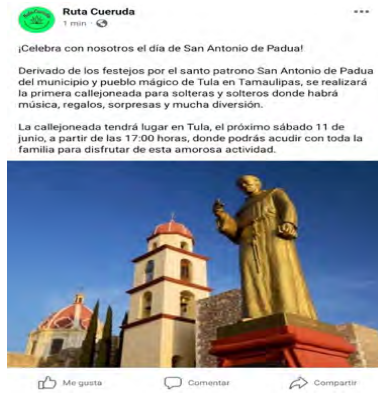 Ruta Cueruda
1 min ·
¡Celebra con nosotros el día de San Antonio de Padua!
Derivado de los festejos por el santo patrono San Antonio de Padua
del municipio y pueblo mágico de Tula en Tamaulipas, se realizará
la primera callejoneada para solteras y solteros donde habrá
música, regalos, sorpresas y mucha diversión.
La callejoneada tendrá lugar en Tula, el próximo sábado 11 de
junio, a partir de las 17:00 horas, donde podrás acudir con toda la
familia para disfrutar de esta amorosa actividad.
Me gusta
Comentar
Compartir